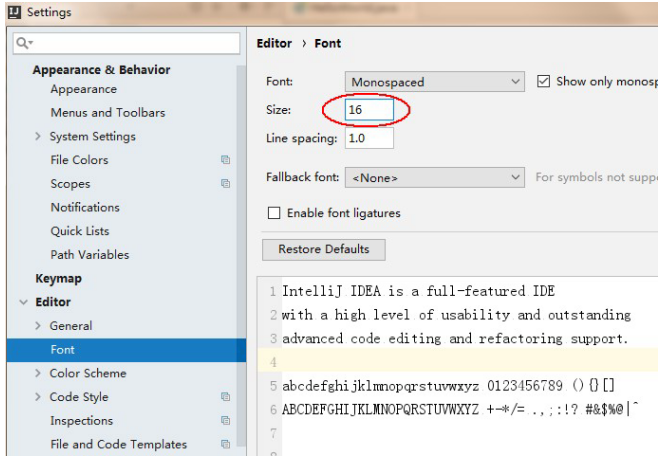 Settings
Appearance & Behavior
Appearance
Menus and Toolbars
System Settings
File Colors
Scopes
Notifications
Quick Lists
Path Variables
Keymap
Editor
General
Font
Color Scheme
Code Style
Inspections
File and Code Templates
Editor › Font
Font: Monospaced Show only monosp
Size: 16
Line spacing: 1.0
Fallback font: <None> For symbols not suppo
Enable font ligatures
Restore Defaults
1 IntelliJ IDEA is a full-featured IDE
2 with a high level of usability and outstanding
3 advanced code editing and refactoring support.
4
5 abcdefghijklmnopqrstuvwxyz 0123456789 (){}[]
6 ABCDEFGHIJKLMNOPQRSTUVWXYZ +-*/= .,;:!? #&$%@|^
7